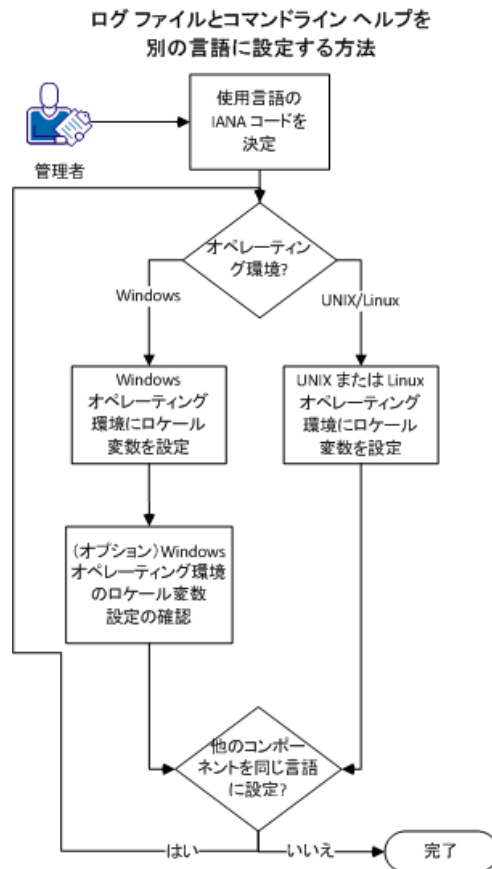 ログ ファイルとコマンドライン ヘルプを
別の言語に設定する方法
使用言語の
IANA コードを
決定
管理者
オペレーティン
グ環境?
Windows
UNIX/Linux
Windows
オペレーティング
環境にロケール
変数を設定
UNIX または Linux
オペレーティング
環境にロケール
変数を設定
(オプション)Windows
オペレーティング環境
のロケール変数
設定の確認
他のコンポー
ネントを同じ言語
に設定?
はい
いいえ
完了